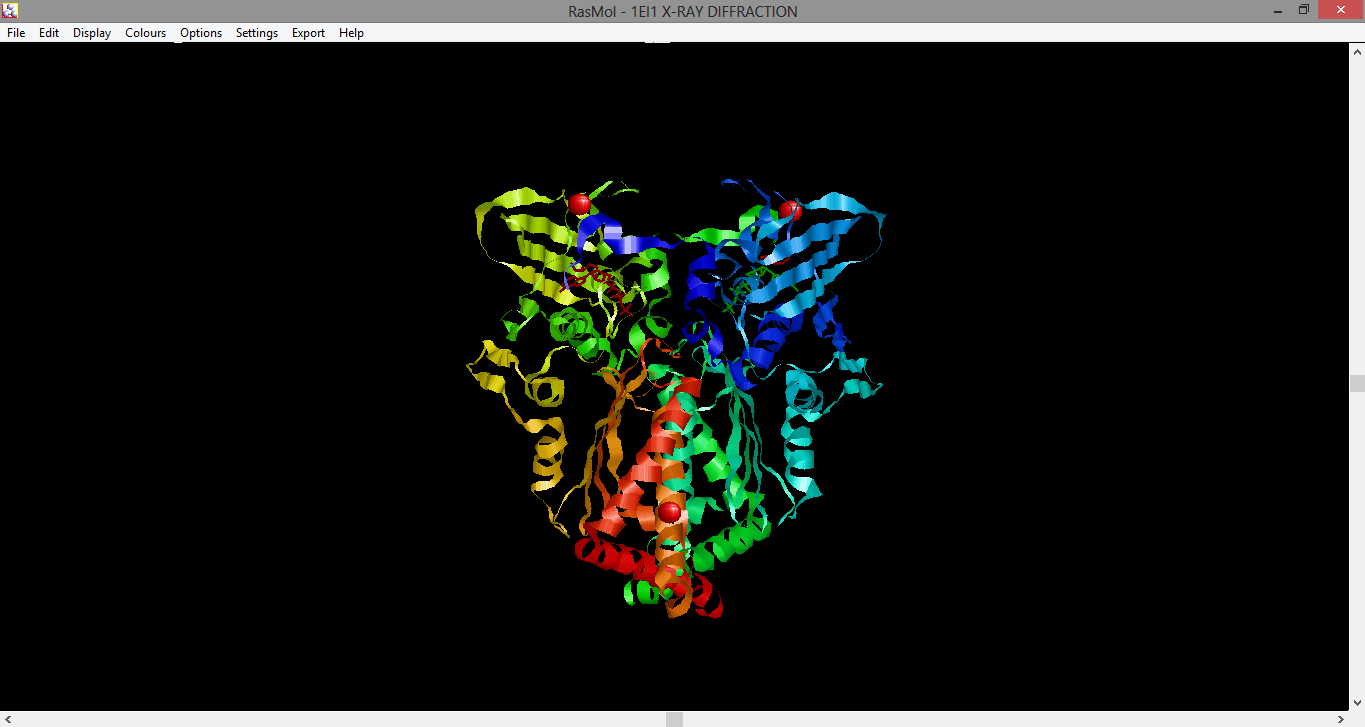 RasMol - 1EI1 X-RAY DIFFRACTION
File Edit Display Colours Options Settings Export Help